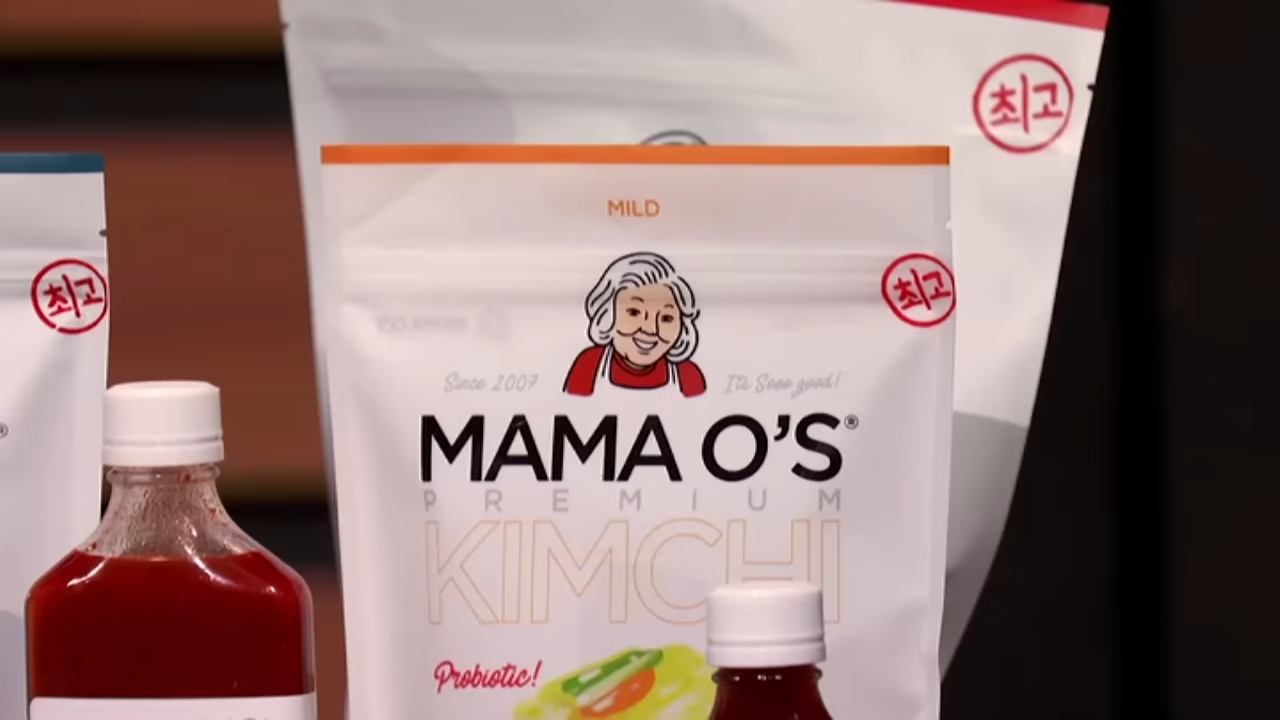 최고
MILD
최고
최고
Since 2007
It's Sooo good!
MAMA O'S®
PREMIUM
KIMCHI
Probiotic!